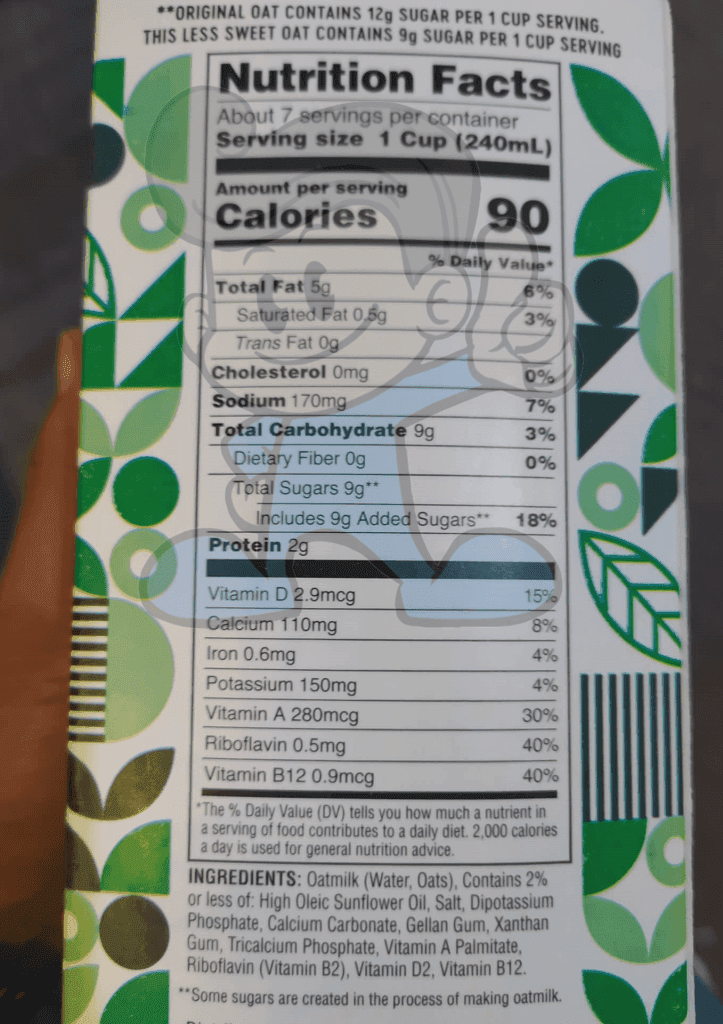 **ORIGINAL OAT CONTAINS 12g SUGAR PER 1 CUP SERVING.
THIS LESS SWEET OAT CONTAINS 9g SUGAR PER 1 CUP SERVING
Nutrition Facts
About 7 servings per container
Serving size 1 Cup (240mL)
Amount per serving
Calories 90
% Daily Value*
Total Fat 5g 6%
Saturated Fat 0.5g 3%
Trans Fat 0g
Cholesterol 0mg 0%
Sodium 170mg 7%
Total Carbohydrate 9g 3%
Dietary Fiber 0g 0%
Total Sugars 9g**
Includes 9g Added Sugars** 18%
Protein 2g
Vitamin D 2.9mcg 15%
Calcium 110mg 8%
Iron 0.6mg 4%
Potassium 150mg 4%
Vitamin A 280mcg 30%
Riboflavin 0.5mg 40%
Vitamin B12 0.9mcg 40%
*The % Daily Value (DV) tells you how much a nutrient in
a serving of food contributes to a daily diet. 2,000 calories
a day is used for general nutrition advice.
INGREDIENTS: Oatmilk (Water, Oats), Contains 2%
or less of: High Oleic Sunflower Oil, Salt, Dipotassium
Phosphate, Calcium Carbonate, Gellan Gum, Xanthan
Gum, Tricalcium Phosphate, Vitamin A Palmitate,
Riboflavin (Vitamin B2), Vitamin D2, Vitamin B12.
**Some sugars are created in the process of making oatmilk.